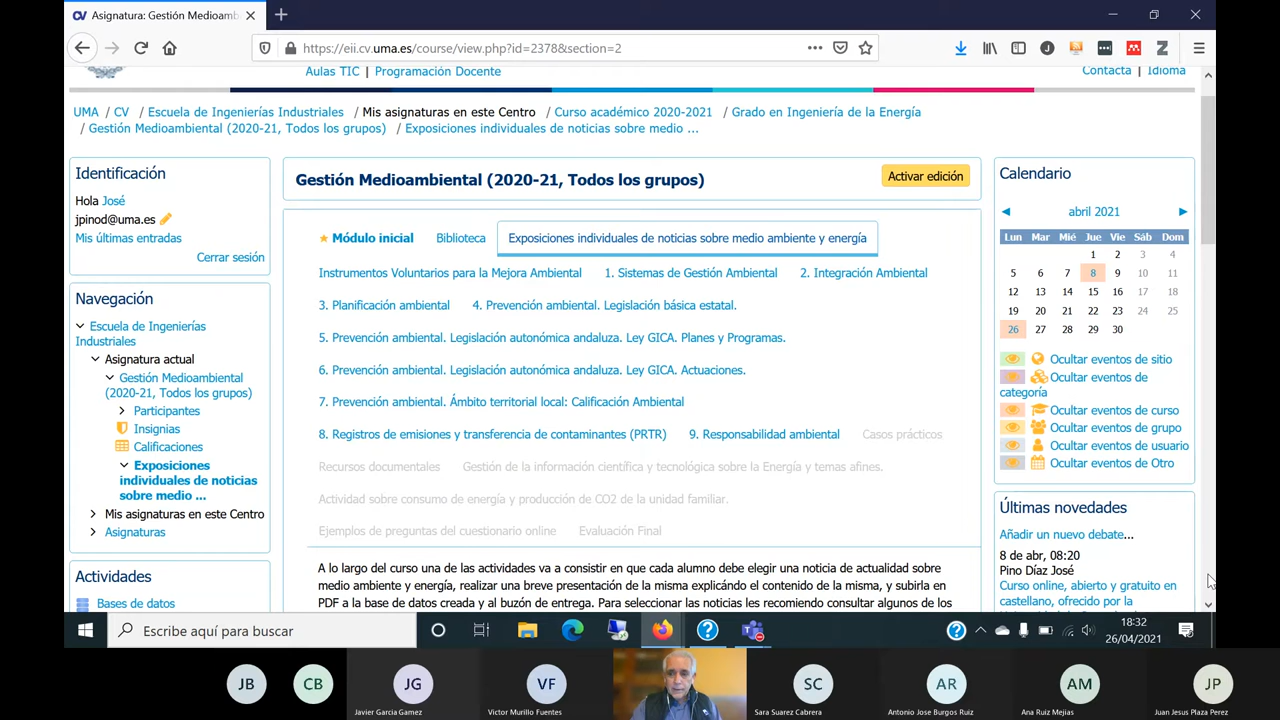 Asignatura: Gestión Medioamb
https://eii.cv.uma.es/course/view.php?id=2378&section=2
Aulas TIC | Programación Docente
Contacta | Idioma
UMA / CV / Escuela de Ingenierías Industriales / Mis asignaturas en este Centro / Curso académico 2020-2021 / Grado en Ingeniería de la Energía
/ Gestión Medioambiental (2020-21, Todos los grupos) / Exposiciones individuales de noticias sobre medio ...
Identificación
Hola José
jpinod@uma.es
Mis últimas entradas
Cerrar sesión
Navegación
Escuela de Ingenierías
Industriales
Asignatura actual
Gestión Medioambiental
(2020-21, Todos los grupos)
Participantes
Insignias
Calificaciones
Exposiciones
individuales de noticias
sobre medio ...
Mis asignaturas en este Centro
Asignaturas
Actividades
Bases de datos
Gestión Medioambiental (2020-21, Todos los grupos)
Activar edición
Módulo inicial Biblioteca Exposiciones individuales de noticias sobre medio ambiente y energía
Instrumentos Voluntarios para la Mejora Ambiental 1. Sistemas de Gestión Ambiental 2. Integración Ambiental
3. Planificación ambiental 4. Prevención ambiental. Legislación básica estatal.
5. Prevención ambiental. Legislación autonómica andaluza. Ley GICA. Planes y Programas.
6. Prevención ambiental. Legislación autonómica andaluza. Ley GICA. Actuaciones.
7. Prevención ambiental. Ámbito territorial local: Calificación Ambiental
8. Registros de emisiones y transferencia de contaminantes (PRTR) 9. Responsabilidad ambiental Casos prácticos
Recursos documentales Gestión de la información científica y tecnológica sobre la Energía y temas afines.
Actividad sobre consumo de energía y producción de CO2 de la unidad familiar.
Ejemplos de preguntas del cuestionario online Evaluación Final
A lo largo del curso una de las actividades va a consistir en que cada alumno debe elegir una noticia de actualidad sobre
medio ambiente y energía, realizar una breve presentación de la misma explicándo el contenido de la misma, y subirla en
PDF a la base de datos creada y al buzón de entrega. Para seleccionar las noticias les recomiendo consultar algunos de los
Calendario
◄ abril 2021 ►
Lun Mar Mié Jue Vie Sáb Dom
1 2 3 4
5 6 7 8 9 10 11
12 13 14 15 16 17 18
19 20 21 22 23 24 25
26 27 28 29 30
Ocultar eventos de sitio
Ocultar eventos de
categoría
Ocultar eventos de curso
Ocultar eventos de grupo
Ocultar eventos de usuario
Ocultar eventos de Otro
Últimas novedades
Añadir un nuevo debate...
8 de abr, 08:20
Pino Díaz José
Curso online, abierto y gratuito en
castellano, ofrecido por la
Escribe aquí para buscar
18:32
26/04/2021
JB
CB
JG
Javier Garcia Gamez
VF
Victor Murillo Fuentes
SC
Sara Suarez Cabrera
AR
Antonio Jose Burgos Ruiz
AM
Ana Ruiz Mejias
JP
Juan Jesus Plaza Perez